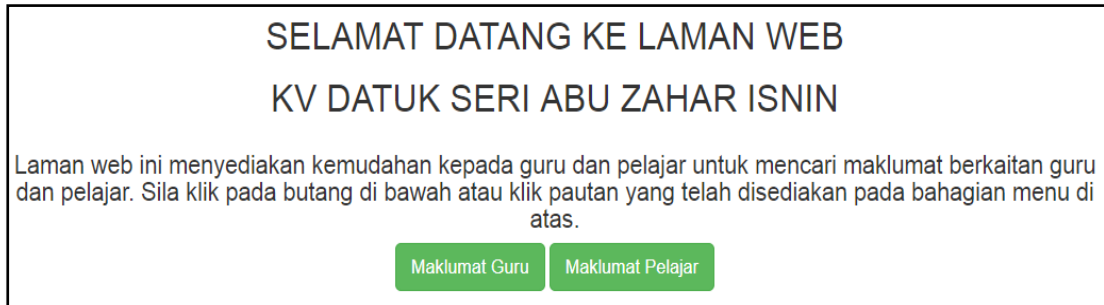 SELAMAT DATANG KE LAMAN WEB
KV DATUK SERI ABU ZAHAR ISNIN
Laman web ini menyediakan kemudahan kepada guru dan pelajar untuk mencari maklumat berkaitan guru
dan pelajar. Sila klik pada butang di bawah atau klik pautan yang telah disediakan pada bahagian menu di
atas.
Maklumat Guru Maklumat Pelajar